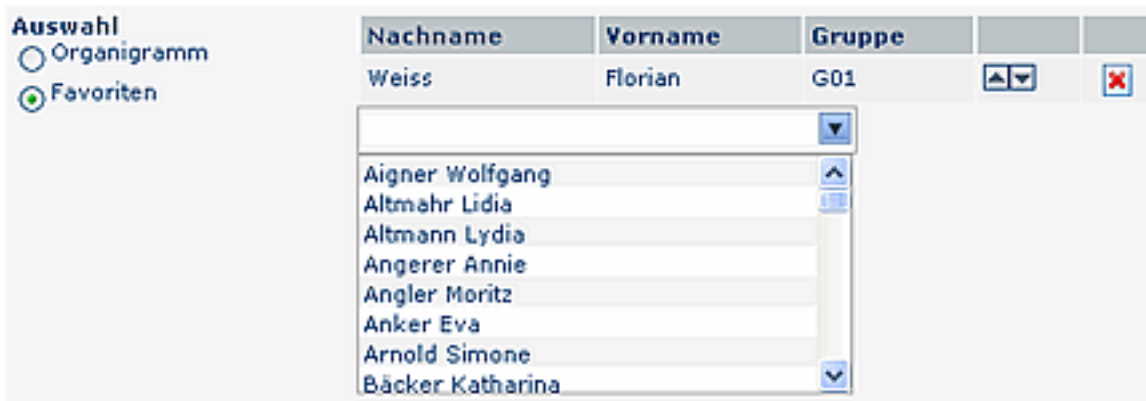 Auswahl
Organigramm
Favoriten
Nachname Vorname Gruppe
Weiss Florian G01
Aigner Wolfgang
Altmahr Lidia
Altmann Lydia
Angerer Annie
Angler Moritz
Anker Eva
Arnold Simone
Bäcker Katharina